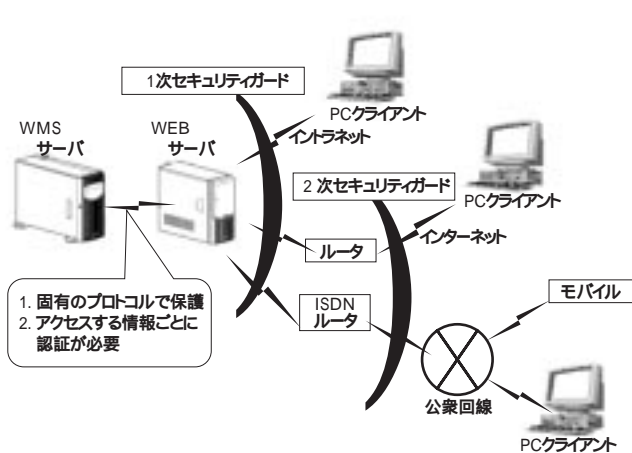 1次セキュリティガード
PCクライアント
イントラネット
WMS
サーバ
WEB
サーバ
2 次セキュリティガード
PCクライアント
インターネット
ルータ
1. 固有のプロトコルで保護
2. アクセスする情報ごとに
認証が必要
ISDN
ルータ
モバイル
公衆回線
PCクライアント